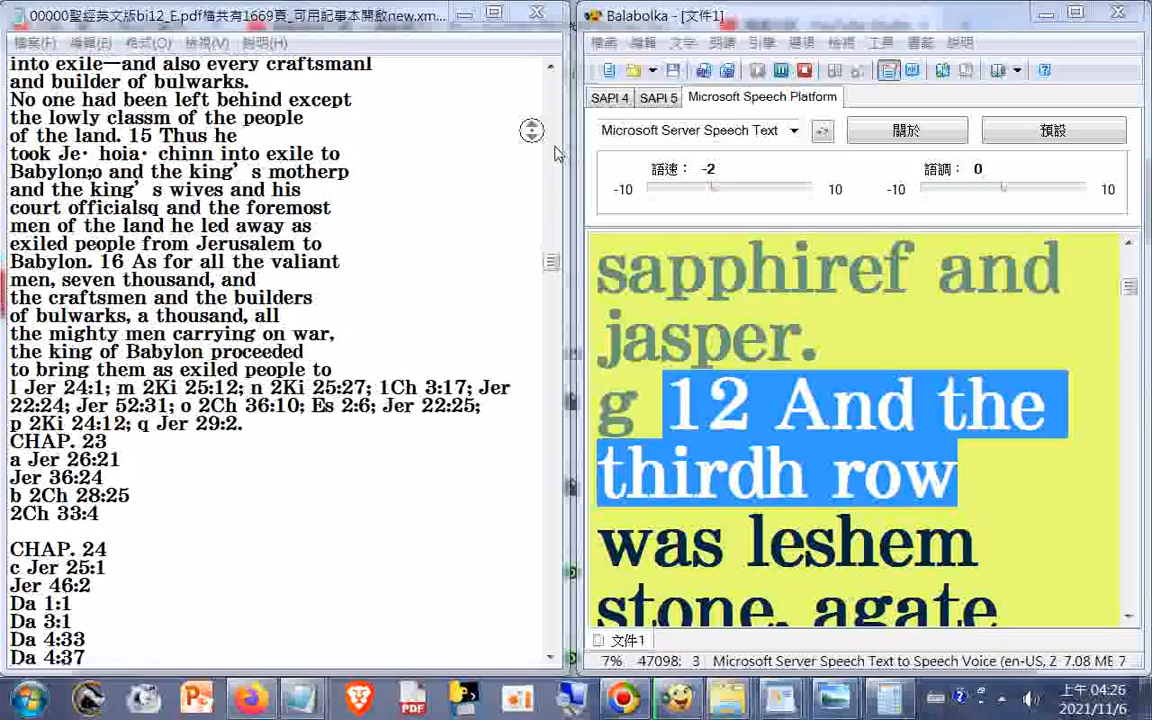 00000聖經英文版bi12_E.pdf檔共有1669頁_可用記事本開啟new.xm...
檔案(F) 編輯(E) 格式(O) 檢視(V) 說明(H)
into exile—and also every craftsmanl
and builder of bulwarks.
No one had been left behind except
the lowly classm of the people
of the land. 15 Thus he
took Je· hoia· chinn into exile to
Babylon;o and the king’s motherp
and the king’s wives and his
court officialsq and the foremost
men of the land he led away as
exiled people from Jerusalem to
Babylon. 16 As for all the valiant
men, seven thousand, and
the craftsmen and the builders
of bulwarks, a thousand, all
the mighty men carrying on war,
the king of Babylon proceeded
to bring them as exiled people to
l Jer 24:1; m 2Ki 25:12; n 2Ki 25:27; 1Ch 3:17; Jer
22:24; Jer 52:31; o 2Ch 36:10; Es 2:6; Jer 22:25;
p 2Ki 24:12; q Jer 29:2.
CHAP. 23
a Jer 26:21
Jer 36:24
b 2Ch 28:25
2Ch 33:4
CHAP. 24
c Jer 25:1
Jer 46:2
Da 1:1
Da 3:1
Da 4:33
Da 4:37
Balabolka - [文件1]
檔案 編輯 文字 朗讀 引擎 選項 檢視 工具 書籤 說明
SAPI 4 SAPI 5 Microsoft Speech Platform
Microsoft Server Speech Text 關於 預設
語速: -2 語調: 0
-10 10 -10 10
sapphiref and
jasper.
g 12 And the
thirdh row
was leshem
stone, agate
文件1
7% 47098: 3 Microsoft Server Speech Text to Speech Voice (en-US, Z 7.08 ME 7
PDF
上午 04:26
2021/11/6